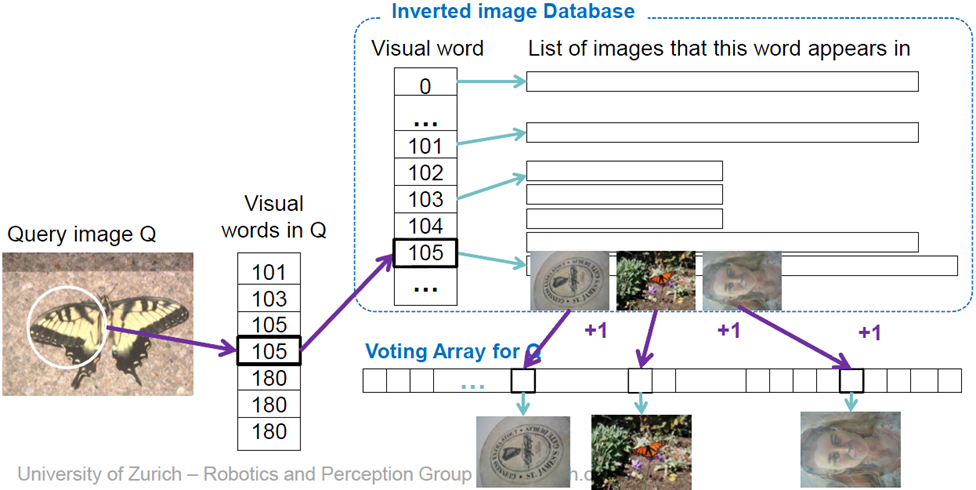 Inverted image Database
Visual word
List of images that this word appears in
0
...
101
102
103
104
105
...
Visual
words in Q
Query image Q
101
103
105
105
180
180
180
+1
+1
+1
Voting Array for Q
...
University of Zurich – Robotics and Perception Group